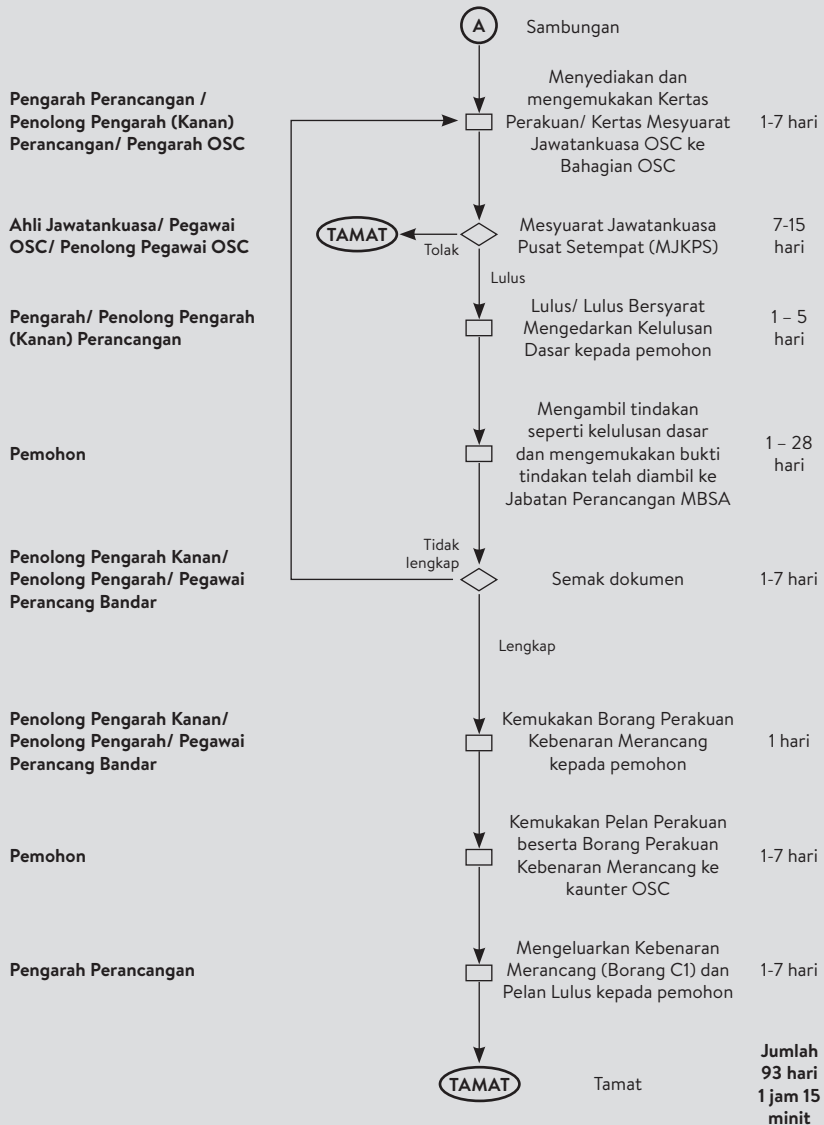 A
Sambungan
Pengarah Perancangan /
Penolong Pengarah (Kanan)
Perancangan/ Pengarah OSC
Menyediakan dan
mengemukakan Kertas
Perakuan/ Kertas Mesyuarat
Jawatankuasa OSC ke
Bahagian OSC
1-7 hari
Ahli Jawatankuasa/ Pegawai
OSC/ Penolong Pegawai OSC
TAMAT
Tolak
Mesyuarat Jawatankuasa
Pusat Setempat (MJKPS)
7-15
hari
Lulus
Pengarah/ Penolong Pengarah
(Kanan) Perancangan
Lulus/ Lulus Bersyarat
Mengedarkan Kelulusan
Dasar kepada pemohon
1 – 5
hari
Pemohon
Mengambil tindakan
seperti kelulusan dasar
dan mengemukakan bukti
tindakan telah diambil ke
Jabatan Perancangan MBSA
1 – 28
hari
Penolong Pengarah Kanan/
Penolong Pengarah/ Pegawai
Perancang Bandar
Tidak
lengkap
Semak dokumen
1-7 hari
Lengkap
Penolong Pengarah Kanan/
Penolong Pengarah/ Pegawai
Perancang Bandar
Kemukakan Borang Perakuan
Kebenaran Merancang
kepada pemohon
1 hari
Pemohon
Kemukakan Pelan Perakuan
beserta Borang Perakuan
Kebenaran Merancang ke
kaunter OSC
1-7 hari
Pengarah Perancangan
Mengeluarkan Kebenaran
Merancang (Borang C1) dan
Pelan Lulus kepada pemohon
1-7 hari
TAMAT
Tamat
Jumlah
93 hari
1 jam 15
minit